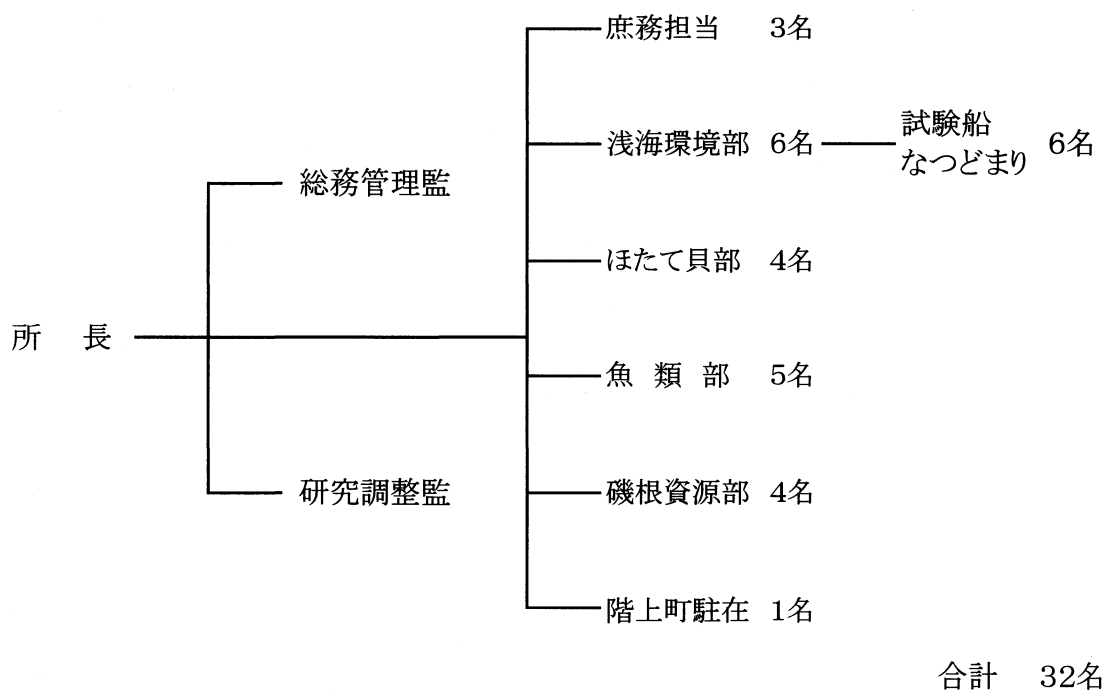 庶務担当 3名
浅海環境部 6名
試験船
なつどまり 6名
総務管理監
ほたて貝部 4名
所 長
魚 類 部 5名
研究調整監
磯根資源部 4名
階上町駐在 1名
合計 32名